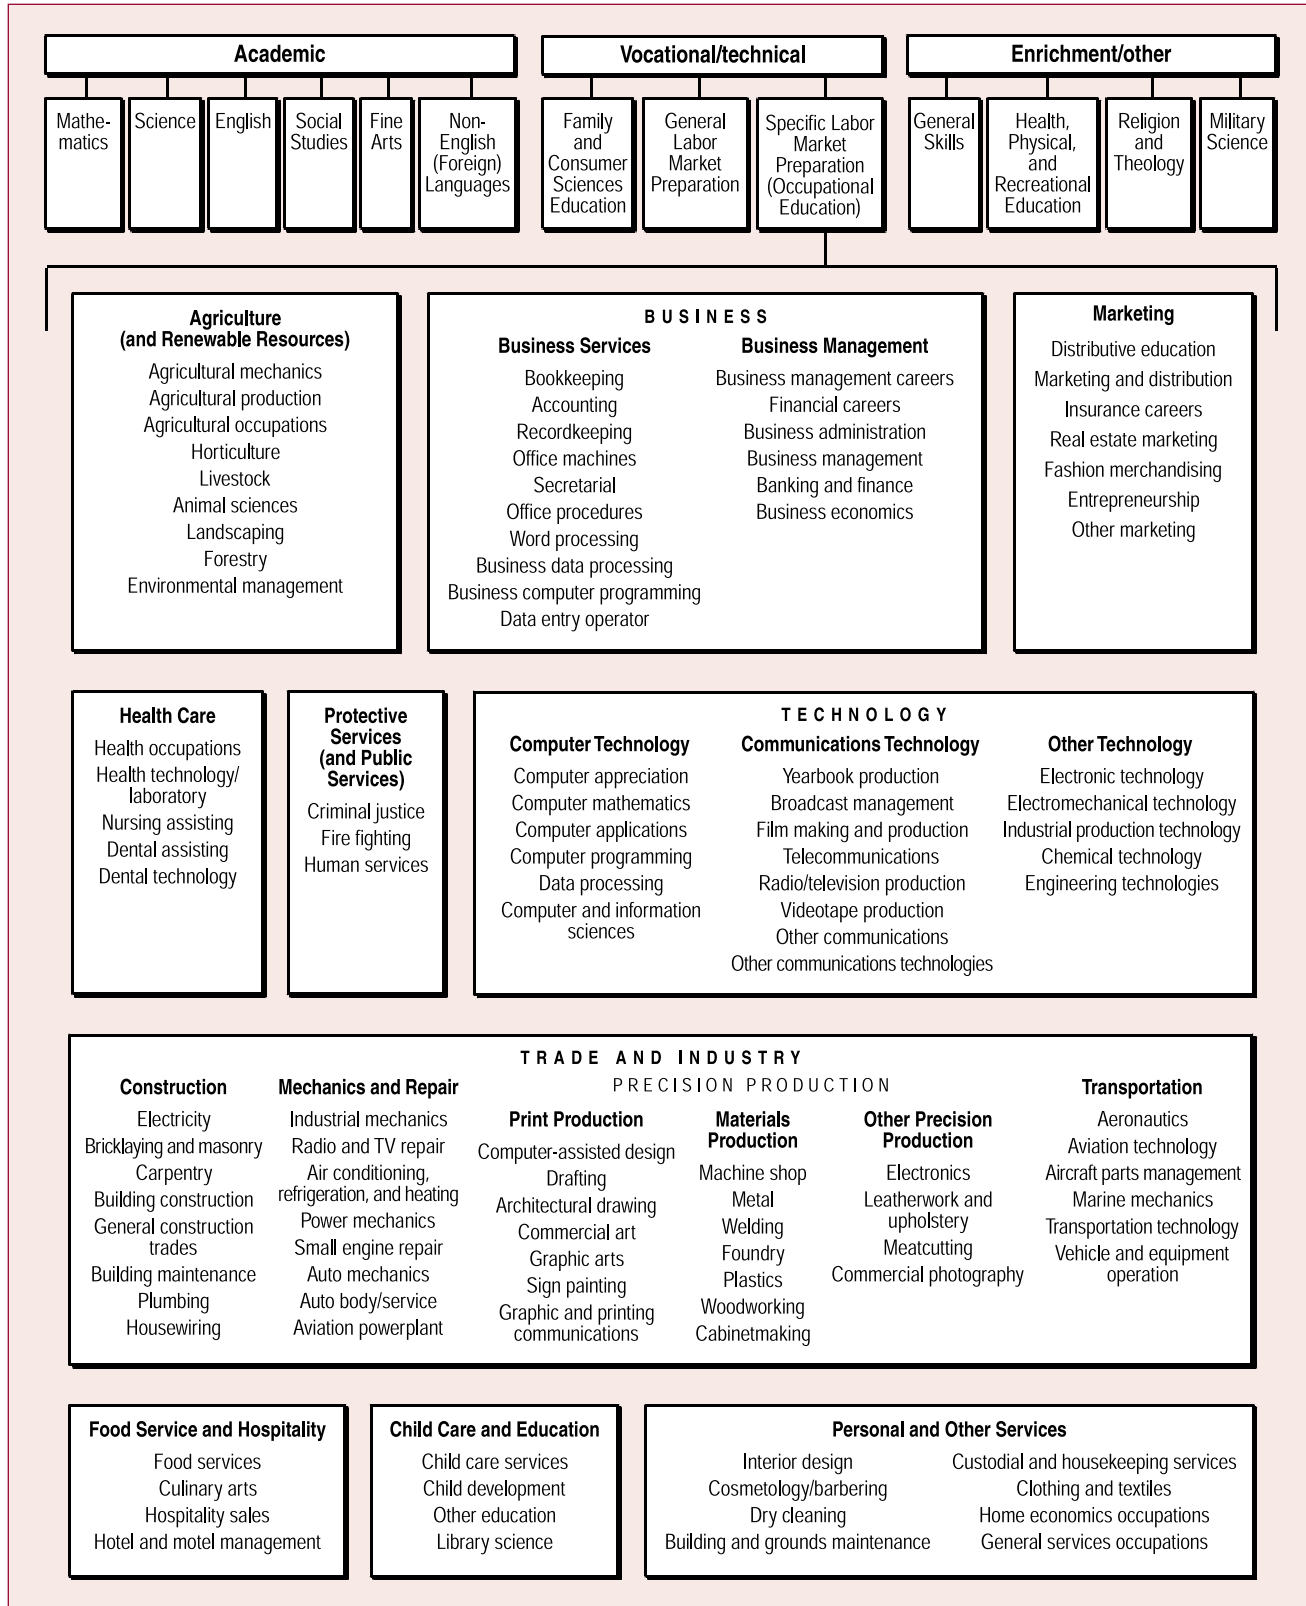 Academic
Mathe-
matics
Science
English
Social
Studies
Fine
Arts
Non-
English
(Foreign)
Languages
Vocational/technical
Family
and
Consumer
Sciences
Education
General
Labor
Market
Preparation
Specific Labor
Market
Preparation
(Occupational
Education)
Enrichment/other
General
Skills
Health,
Physical,
and
Recreational
Education
Religion
and
Theology
Military
Science
Agriculture
(and Renewable Resources)
Agricultural mechanics
Agricultural production
Agricultural occupations
Horticulture
Livestock
Animal sciences
Landscaping
Forestry
Environmental management
BUSINESS
Business Services
Bookkeeping
Accounting
Recordkeeping
Office machines
Secretarial
Office procedures
Word processing
Business data processing
Business computer programming
Data entry operator
Business Management
Business management careers
Financial careers
Business administration
Business management
Banking and finance
Business economics
Marketing
Distributive education
Marketing and distribution
Insurance careers
Real estate marketing
Fashion merchandising
Entrepreneurship
Other marketing
Health Care
Health occupations
Health technology/
laboratory
Nursing assisting
Dental assisting
Dental technology
Protective
Services
(and Public
Services)
Criminal justice
Fire fighting
Human services
TECHNOLOGY
Computer Technology
Computer appreciation
Computer mathematics
Computer applications
Computer programming
Data processing
Computer and information
sciences
Communications Technology
Yearbook production
Broadcast management
Film making and production
Telecommunications
Radio/television production
Videotape production
Other communications
Other communications technologies
Other Technology
Electronic technology
Electromechanical technology
Industrial production technology
Chemical technology
Engineering technologies
TRADE AND INDUSTRY
Construction
Electricity
Bricklaying and masonry
Carpentry
Building construction
General construction
trades
Building maintenance
Plumbing
Housewiring
Mechanics and Repair
Industrial mechanics
Radio and TV repair
Air conditioning,
refrigeration, and heating
Power mechanics
Small engine repair
Auto mechanics
Auto body/service
Aviation powerplant
PRECISION PRODUCTION
Print Production
Computer-assisted design
Drafting
Architectural drawing
Commercial art
Graphic arts
Sign painting
Graphic and printing
communications
Materials
Production
Machine shop
Metal
Welding
Foundry
Plastics
Woodworking
Cabinetmaking
Other Precision
Production
Electronics
Leatherwork and
upholstery
Meatcutting
Commercial photography
Transportation
Aeronautics
Aviation technology
Aircraft parts management
Marine mechanics
Transportation technology
Vehicle and equipment
operation
Food Service and Hospitality
Food services
Culinary arts
Hospitality sales
Hotel and motel management
Child Care and Education
Child care services
Child development
Other education
Library science
Personal and Other Services
Interior design
Cosmetology/barbering
Dry cleaning
Building and grounds maintenance
Custodial and housekeeping services
Clothing and textiles
Home economics occupations
General services occupations